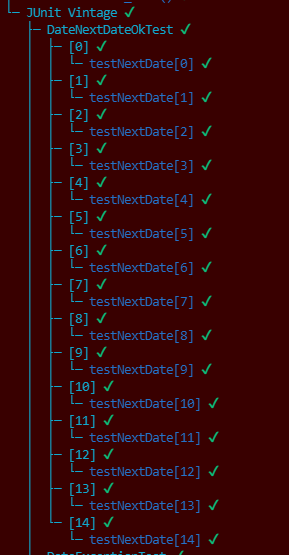 JUnit Vintage ✓
DateNextDateOkTest ✓
[0] ✓
testNextDate[0] ✓
[1] ✓
testNextDate[1] ✓
[2] ✓
testNextDate[2] ✓
[3] ✓
testNextDate[3] ✓
[4] ✓
testNextDate[4] ✓
[5] ✓
testNextDate[5] ✓
[6] ✓
testNextDate[6] ✓
[7] ✓
testNextDate[7] ✓
[8] ✓
testNextDate[8] ✓
[9] ✓
testNextDate[9] ✓
[10] ✓
testNextDate[10] ✓
[11] ✓
testNextDate[11] ✓
[12] ✓
testNextDate[12] ✓
[13] ✓
testNextDate[13] ✓
[14] ✓
testNextDate[14] ✓
DateExceptionTest ✓